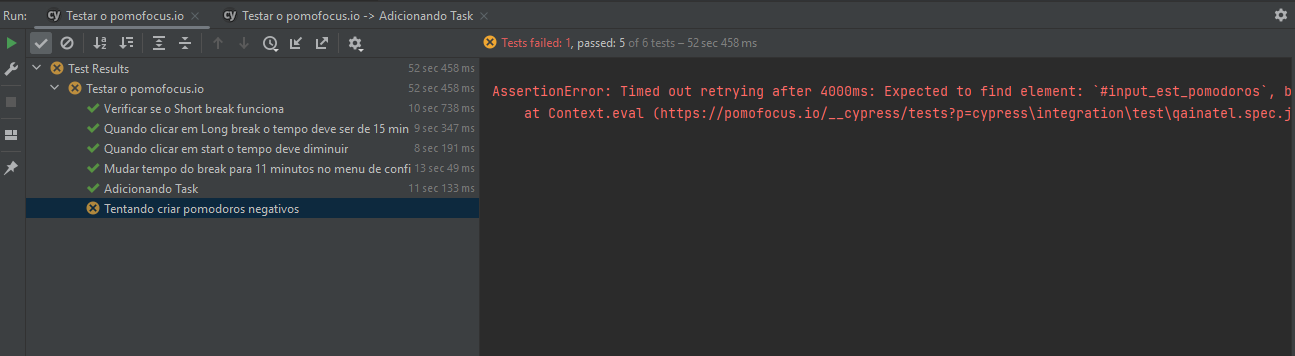 Run: cy Testar o pomofocus.io cy Testar o pomofocus.io -> Adicionando Task
Tests failed: 1, passed: 5 of 6 tests – 52 sec 458 ms
Test Results 52 sec 458 ms
Testar o pomofocus.io 52 sec 458 ms
Verificar se o Short break funciona 10 sec 738 ms
Quando clicar em Long break o tempo deve ser de 15 min 9 sec 347 ms
Quando clicar em start o tempo deve diminuir 8 sec 191 ms
Mudar tempo do break para 11 minutos no menu de confi 13 sec 49 ms
Adicionando Task 11 sec 133 ms
Tentando criar pomodoros negativos
AssertionError: Timed out retrying after 4000ms: Expected to find element: `#input_est_pomodoros`, b
at Context.eval (https://pomofocus.io/__cypress/tests?p=cypress\integration\test\qainatel.spec.j